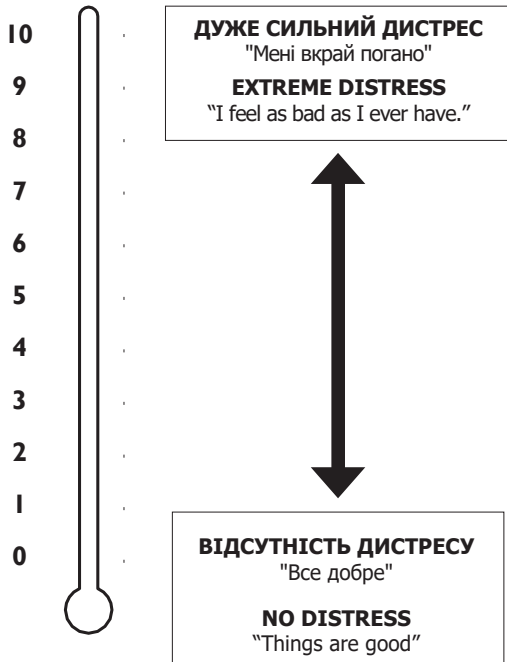 10
9
8
7
6
5
4
3
2
1
0
ДУЖЕ СИЛЬНИЙ ДИСТРЕС
"Мені вкрай погано"
EXTREME DISTRESS
“I feel as bad as I ever have.”
ВІДСУТНІСТЬ ДИСТРЕСУ
"Все добре"
NO DISTRESS
“Things are good”